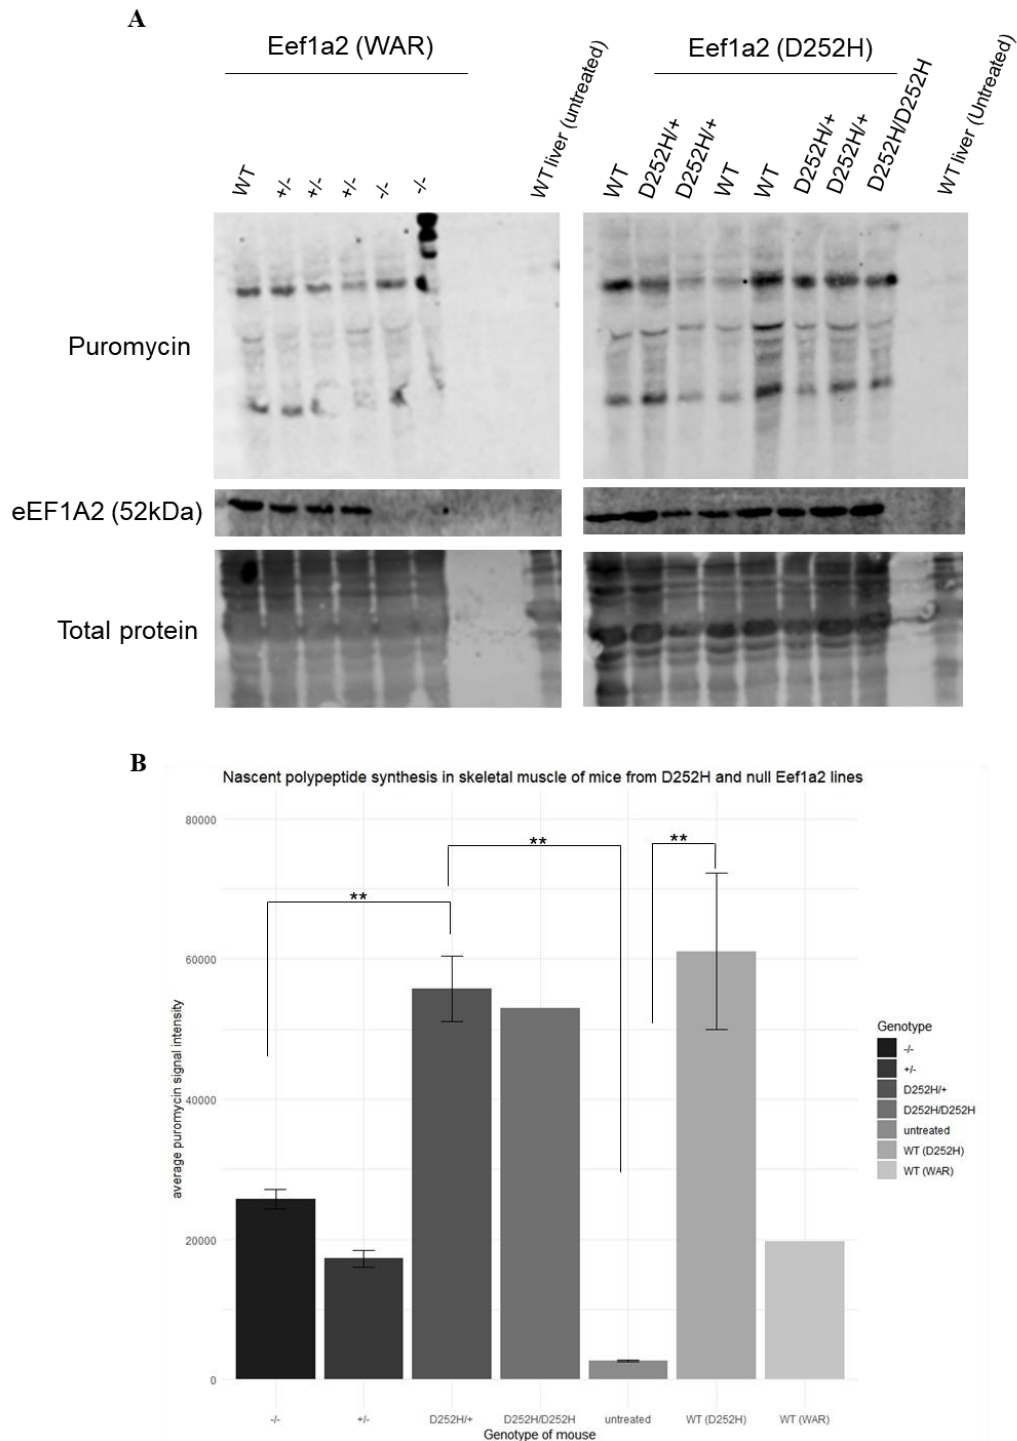 A
Eef1a2 (WAR)
Eef1a2 (D252H)
WT
+/-
+/-
+/-
-/-
-/-
WT liver (untreated)
WT
D252H/+
D252H/+
WT
WT
D252H/+
D252H/+
D252H/D252H
WT liver (Untreated)
Puromycin
eEF1A2 (52kDa)
Total protein
B
Nascent polypeptide synthesis in skeletal muscle of mice from D252H and null Eef1a2 lines
80000
60000
40000
20000
0
average puromycin signal intensity
**
**
**
-/-
+/-
D252H/+
D252H/D252H
untreated
WT (D252H)
WT (WAR)
Genotype of mouse
Genotype
-/-
+/-
D252H/+
D252H/D252H
untreated
WT (D252H)
WT (WAR)